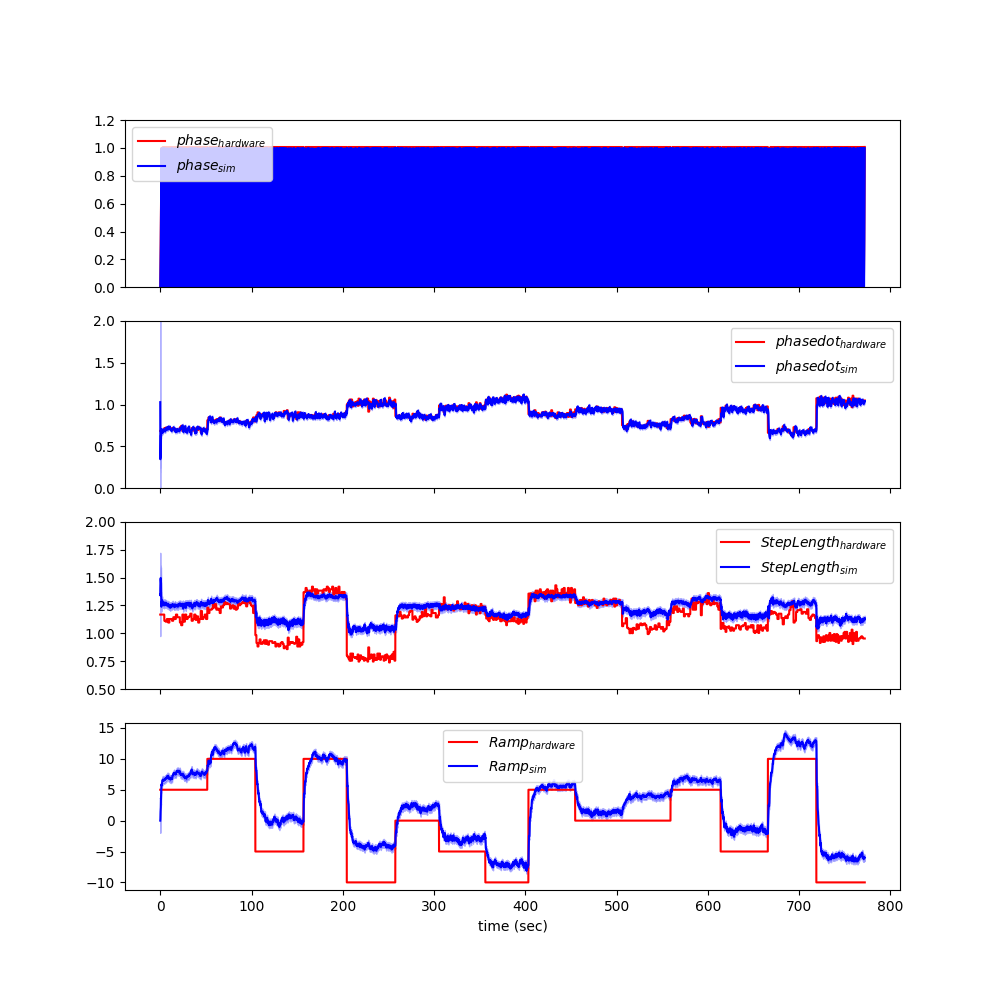 1.2
1.0
0.8
0.6
0.4
0.2
0.0
phase_hardware
phase_sim
2.0
1.5
1.0
0.5
0.0
phasedot_hardware
phasedot_sim
2.00
1.75
1.50
1.25
1.00
0.75
0.50
StepLength_hardware
StepLength_sim
15
10
5
0
−5
−10
Ramp_hardware
Ramp_sim
0 100 200 300 400 500 600 700 800
time (sec)